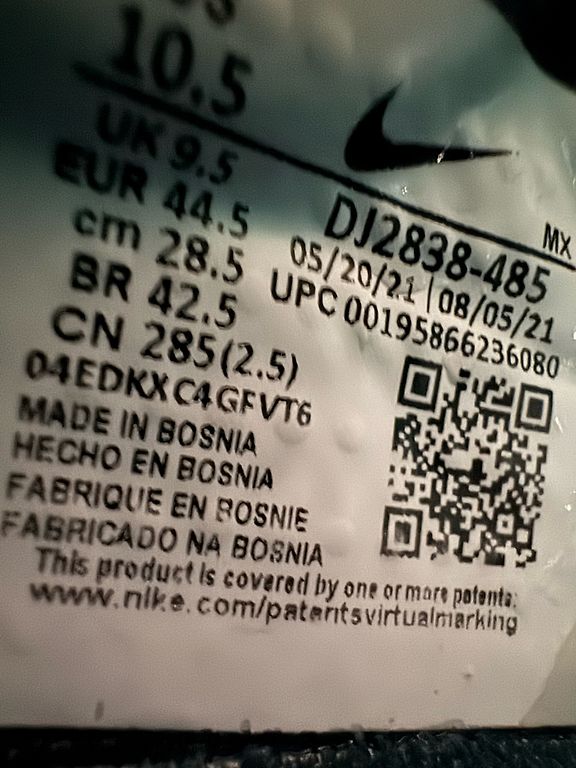 10.5
UK 9.5
EUR 44.5
cm 28.5
BR 42.5
CN 285(2.5)
MX
DJ2838-485
05/20/21 | 08/05/21
UPC 00195866236080
04EDKXC4GFVT6
MADE IN BOSNIA
HECHO EN BOSNIA
FABRIQUE EN BOSNIE
FABRICADO NA BOSNIA
This product is covered by one or more patents:
www.nike.com/patentsvirtualmarking